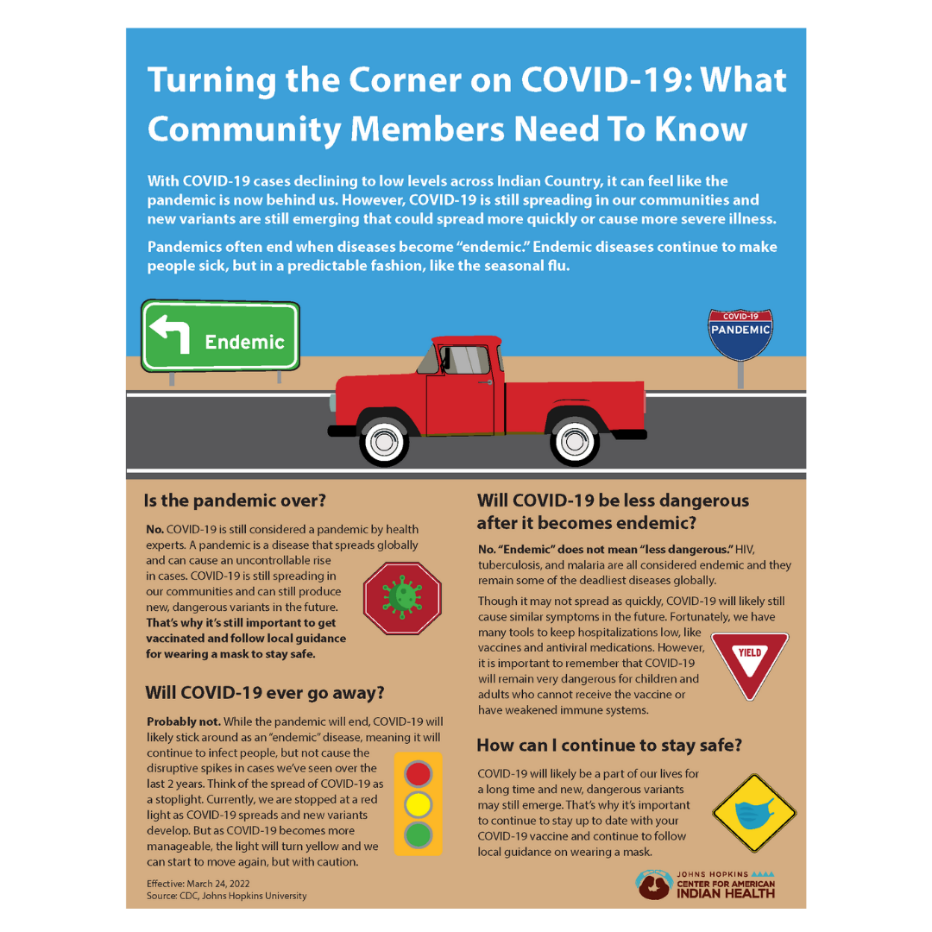 Turning the Corner on COVID-19: What
Community Members Need To Know
With COVID-19 cases declining to low levels across Indian Country, it can feel like the
pandemic is now behind us. However, COVID-19 is still spreading in our communities and
new variants are still emerging that could spread more quickly or cause more severe illness.
Pandemics often end when diseases become “endemic.” Endemic diseases continue to make
people sick, but in a predictable fashion, like the seasonal flu.
Endemic
COVID-19
PANDEMIC
Is the pandemic over?
No. COVID-19 is still considered a pandemic by health
experts. A pandemic is a disease that spreads globally
and can cause an uncontrollable rise
in cases. COVID-19 is still spreading in
our communities and can still produce
new, dangerous variants in the future.
That’s why it’s still important to get
vaccinated and follow local guidance
for wearing a mask to stay safe.
Will COVID-19 ever go away?
Probably not. While the pandemic will end, COVID-19 will
likely stick around as an “endemic” disease, meaning it will
continue to infect people, but not cause the
disruptive spikes in cases we’ve seen over the
last 2 years. Think of the spread of COVID-19 as
a stoplight. Currently, we are stopped at a red
light as COVID-19 spreads and new variants
develop. But as COVID-19 becomes more
manageable, the light will turn yellow and we
can start to move again, but with caution.
Effective: March 24, 2022
Source: CDC, Johns Hopkins University
Will COVID-19 be less dangerous
after it becomes endemic?
No. “Endemic” does not mean “less dangerous.” HIV,
tuberculosis, and malaria are all considered endemic and they
remain some of the deadliest diseases globally.
Though it may not spread as quickly, COVID-19 will likely still
cause similar symptoms in the future. Fortunately, we have
many tools to keep hospitalizations low, like
vaccines and antiviral medications. However,
it is important to remember that COVID-19
will remain very dangerous for children and
adults who cannot receive the vaccine or
have weakened immune systems.
YIELD
How can I continue to stay safe?
COVID-19 will likely be a part of our lives for
a long time and new, dangerous variants
may still emerge. That’s why it’s important
to continue to stay up to date with your
COVID-19 vaccine and continue to follow
local guidance on wearing a mask.
JOHNS HOPKINS
CENTER FOR AMERICAN
INDIAN HEALTH